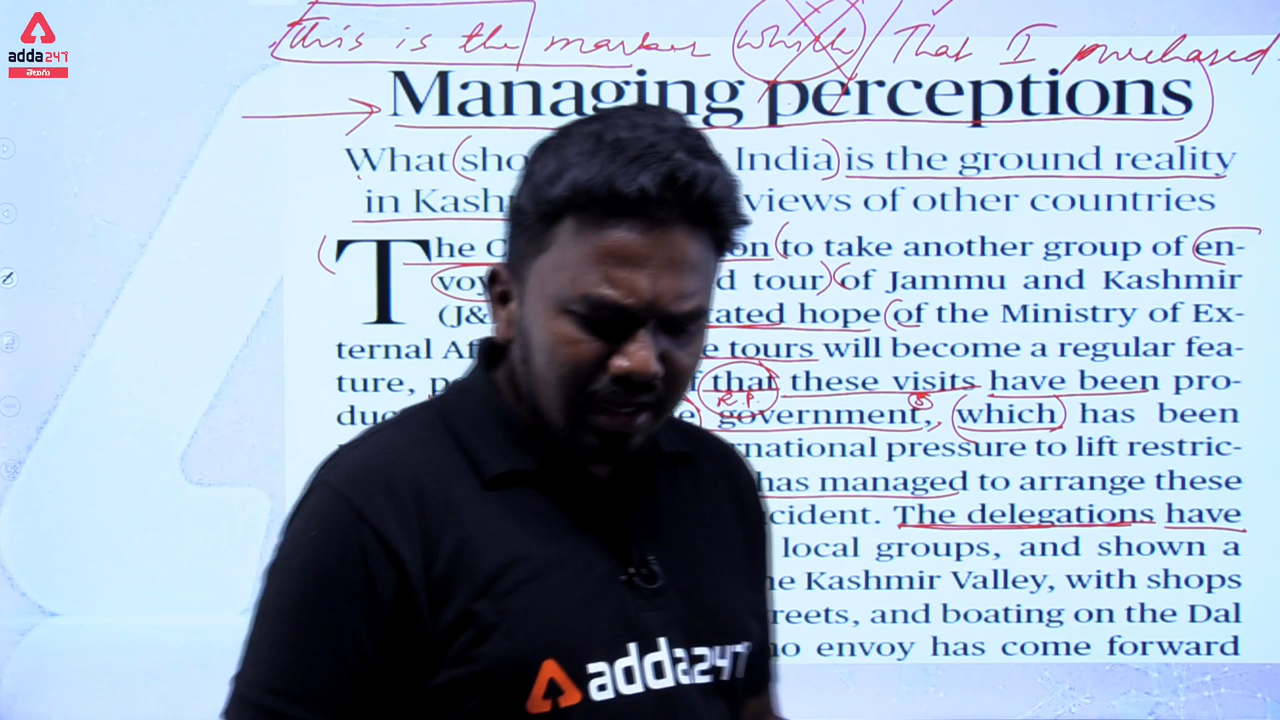 adda247
తెలుగు
This is the marker which / That I purchased.
Managing perceptions
What sho India is the ground reality
in Kash views of other countries
The C on to take another group of en-
voy d tour of Jammu and Kashmir
(J& tated hope of the Ministry of Ex-
ternal Af e tours will become a regular fea-
ture, p f that these visits have been pro-
R.P.
duc e government, which has been
rnational pressure to lift restric-
has managed to arrange these
cident. The delegations have
local groups, and shown a
he Kashmir Valley, with shops
reets, and boating on the Dal
no envoy has come forward
adda247